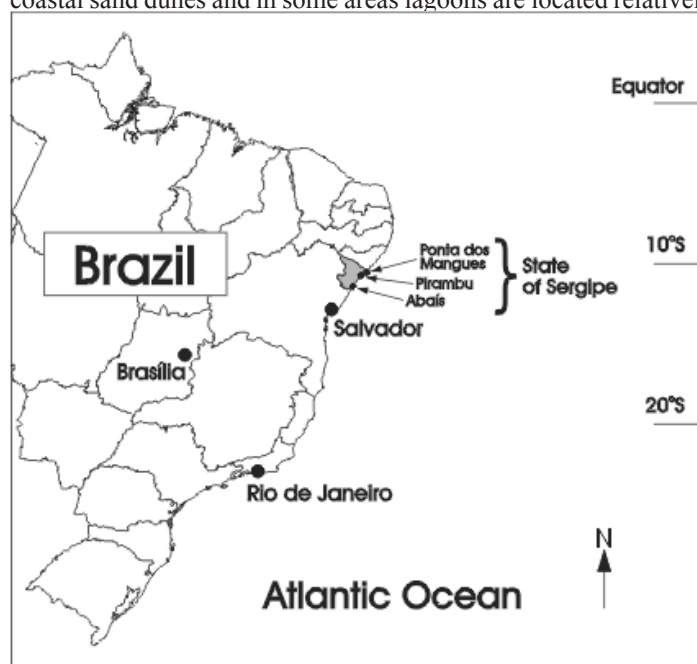 coastal sand dunes and in some areas lagoons are located relatively
Equator
10°S
Brazil
Ponta dos
Mangues
Pirambu
Abaís
State
of Sergipe
Salvador
Brasília
20°S
Rio de Janeiro
N
Atlantic Ocean